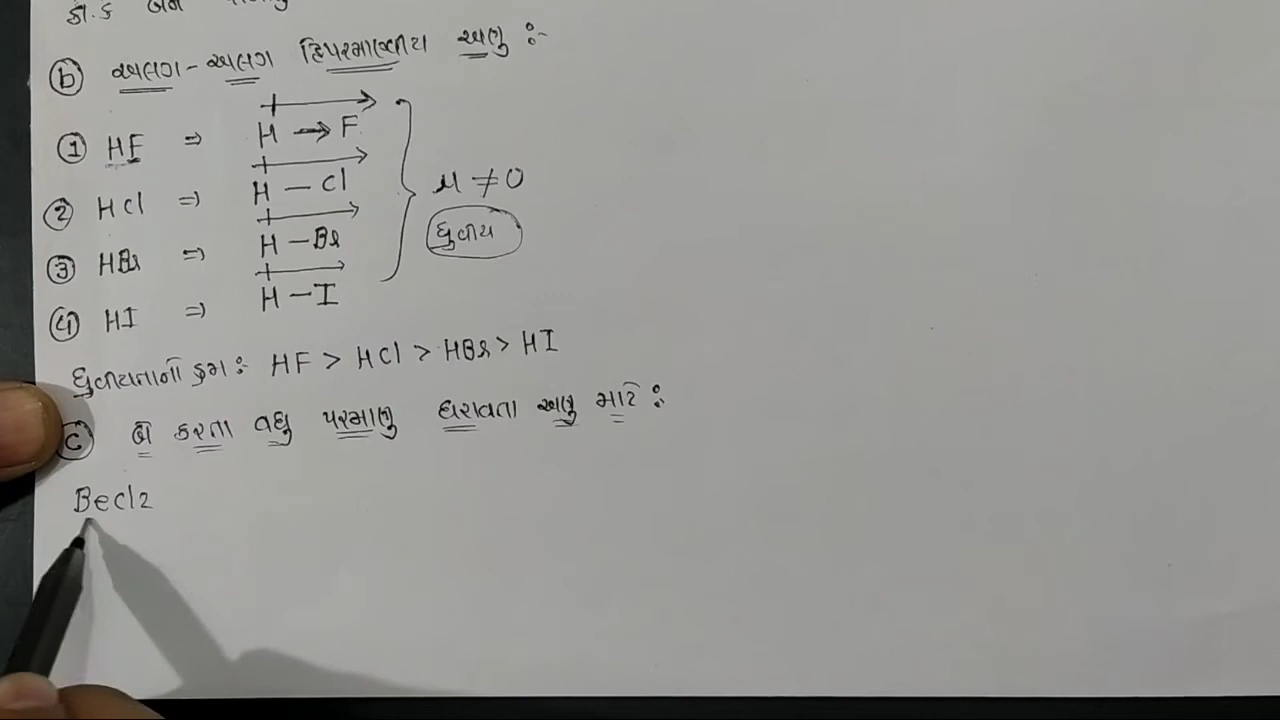 ⓑ અલગ - અલગ દ્વિપરમાણ્વીય અણુ :-
① HF ⇒ H → F
② HCl ⇒ H - Cl
③ HBr ⇒ H - Br
④ HI ⇒ H - I
μ ≠ 0
ધ્રુવીય
ધ્રુવીયતાનો ક્રમ : HF > HCl > HBr > HI
ⓒ બે કરતા વધુ પરમાણુ ધરાવતા અણુ માટે :
Becl2